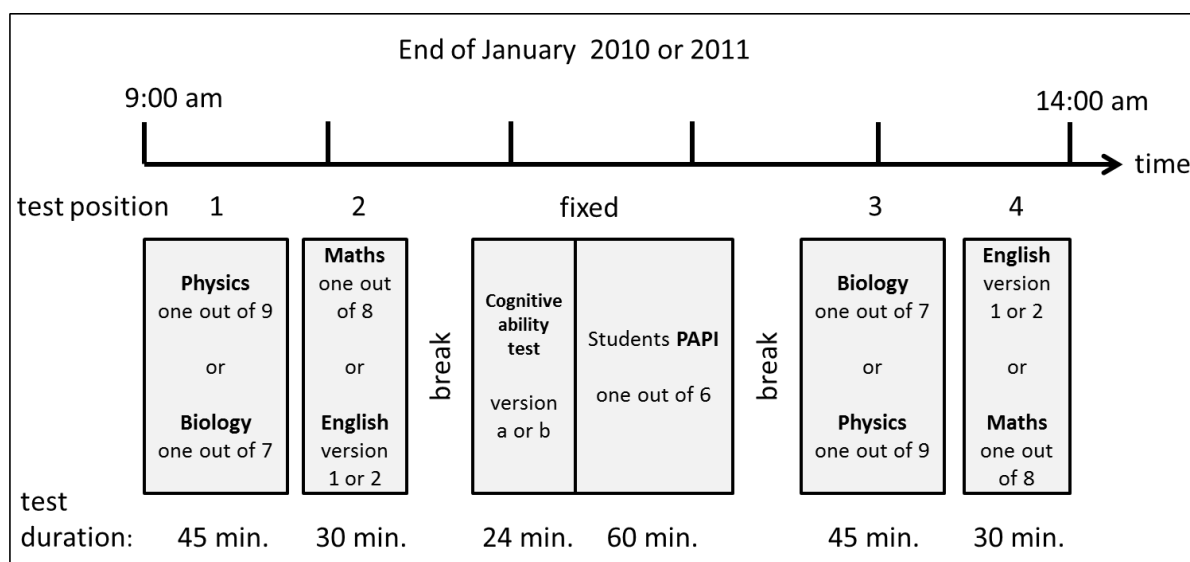 End of January 2010 or 2011
9:00 am
14:00 am
time
test position
1
2
fixed
3
4
Physics
one out of 9
or
Biology
one out of 7
Maths
one out
of 8
or
English
version
1 or 2
break
Cognitive
ability
test
version
a or b
Students PAPI
one out of 6
break
Biology
one out of 7
or
Physics
one out of 9
English
version
1 or 2
or
Maths
one out
of 8
test
duration:
45 min.
30 min.
24 min.
60 min.
45 min.
30 min.